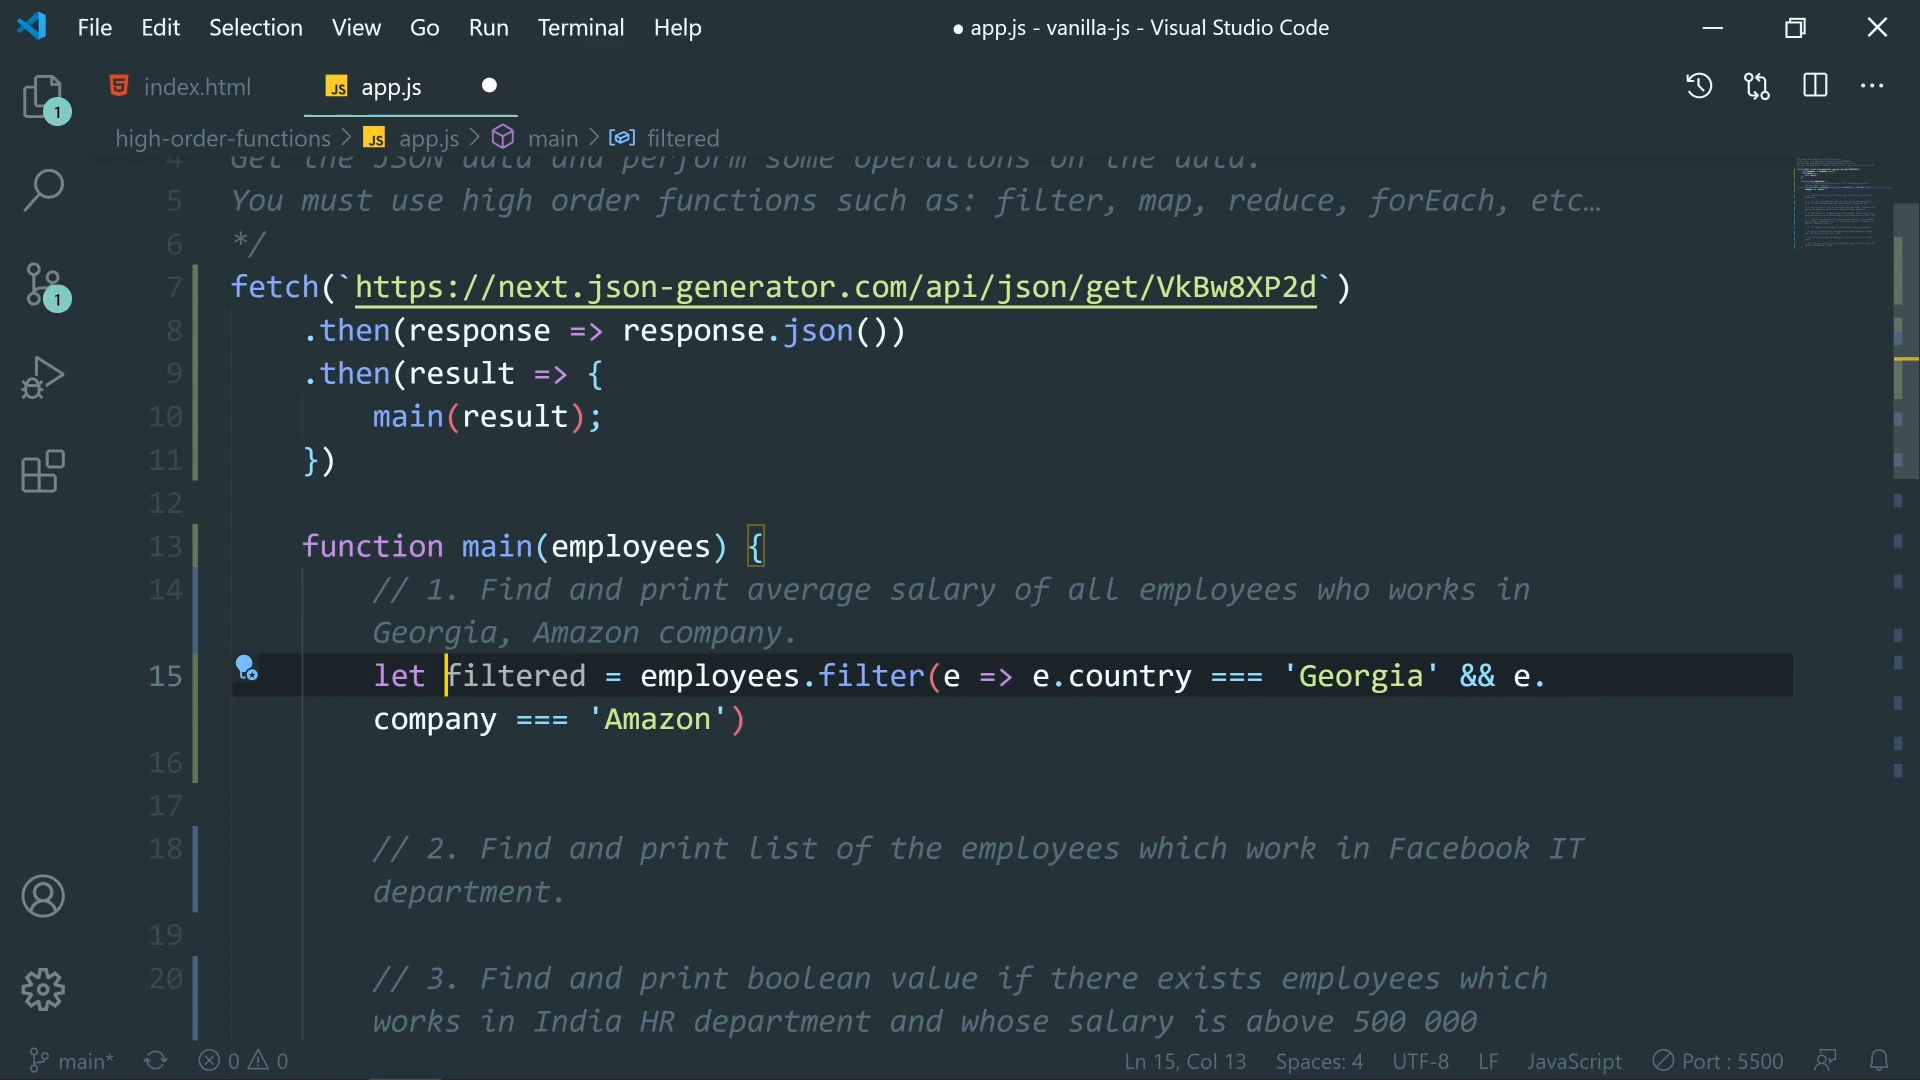 File Edit Selection View Go Run Terminal Help
● app.js - vanilla-js - Visual Studio Code
index.html
JS app.js
high-order-functions > JS app.js > main > filtered
4 Get the JSON data and perform some operations on the data.
5 You must use high order functions such as: filter, map, reduce, forEach, etc…
6 */
7 fetch(`https://next.json-generator.com/api/json/get/VkBw8XP2d`)
8 .then(response => response.json())
9 .then(result => {
10 main(result);
11 })
12
13 function main(employees) {
14 // 1. Find and print average salary of all employees who works in
Georgia, Amazon company.
15 let filtered = employees.filter(e => e.country === 'Georgia' && e.
company === 'Amazon')
16
17
18 // 2. Find and print list of the employees which work in Facebook IT
department.
19
20 // 3. Find and print boolean value if there exists employees which
works in India HR department and whose salary is above 500 000
1
1
main* 0 0 Ln 15, Col 13 Spaces: 4 UTF-8 LF JavaScript Port : 5500